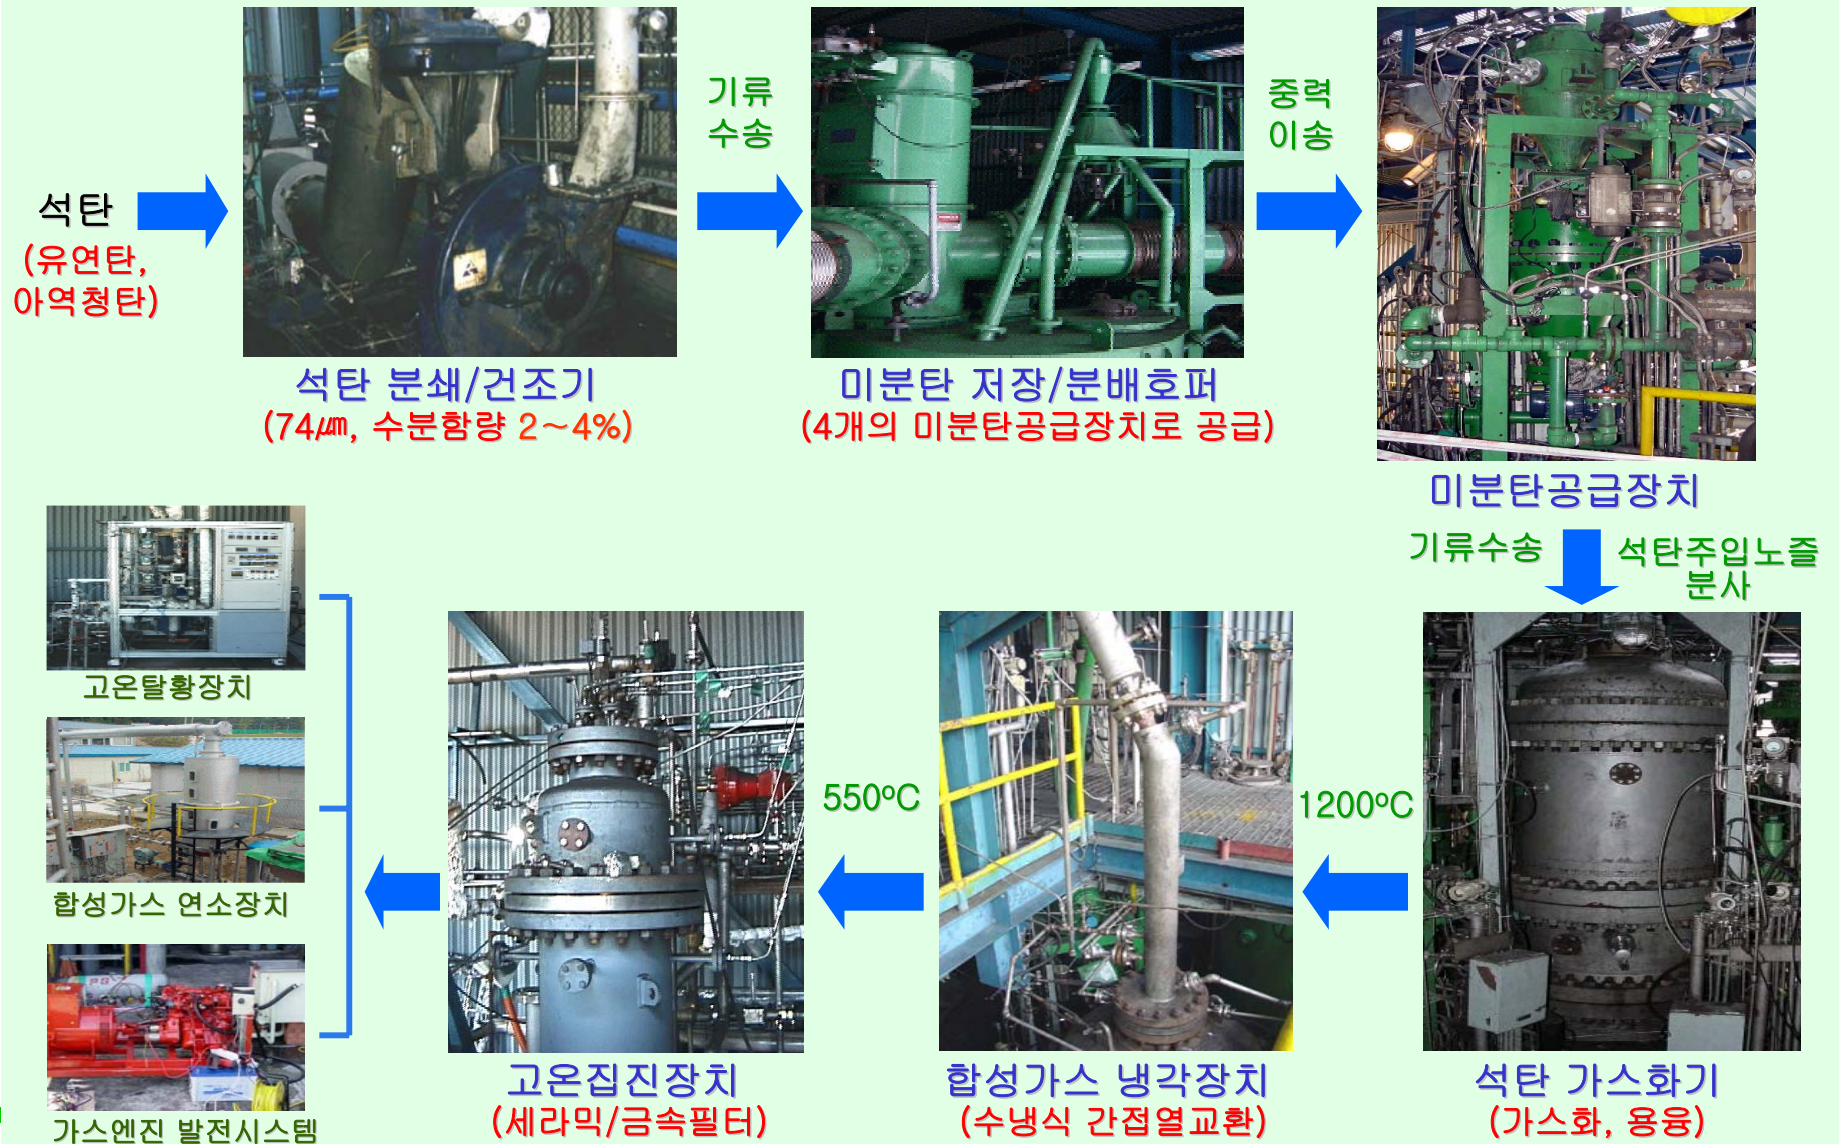 석탄
(유연탄,
아역청탄)
석탄 분쇄/건조기
(74㎛, 수분함량 2～4%)
기류
수송
미분탄 저장/분배호퍼
(4개의 미분탄공급장치로 공급)
중력
이송
미분탄공급장치
기류수송
석탄주입노즐
분사
석탄 가스화기
(가스화, 용융)
1200ºC
합성가스 냉각장치
(수냉식 간접열교환)
550ºC
고온집진장치
(세라믹/금속필터)
고온탈황장치
합성가스 연소장치
가스엔진 발전시스템